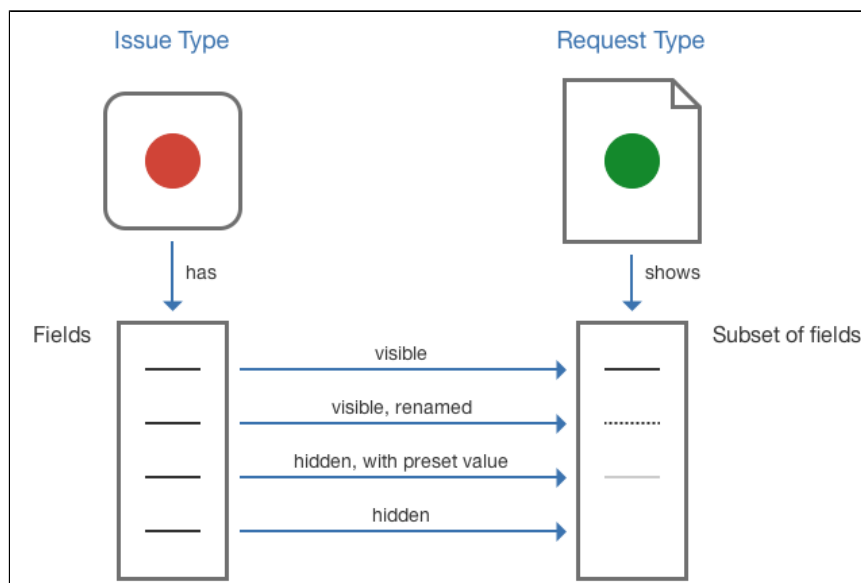 Issue Type
Request Type
has
shows
Fields
Subset of fields
visible
visible, renamed
hidden, with preset value
hidden